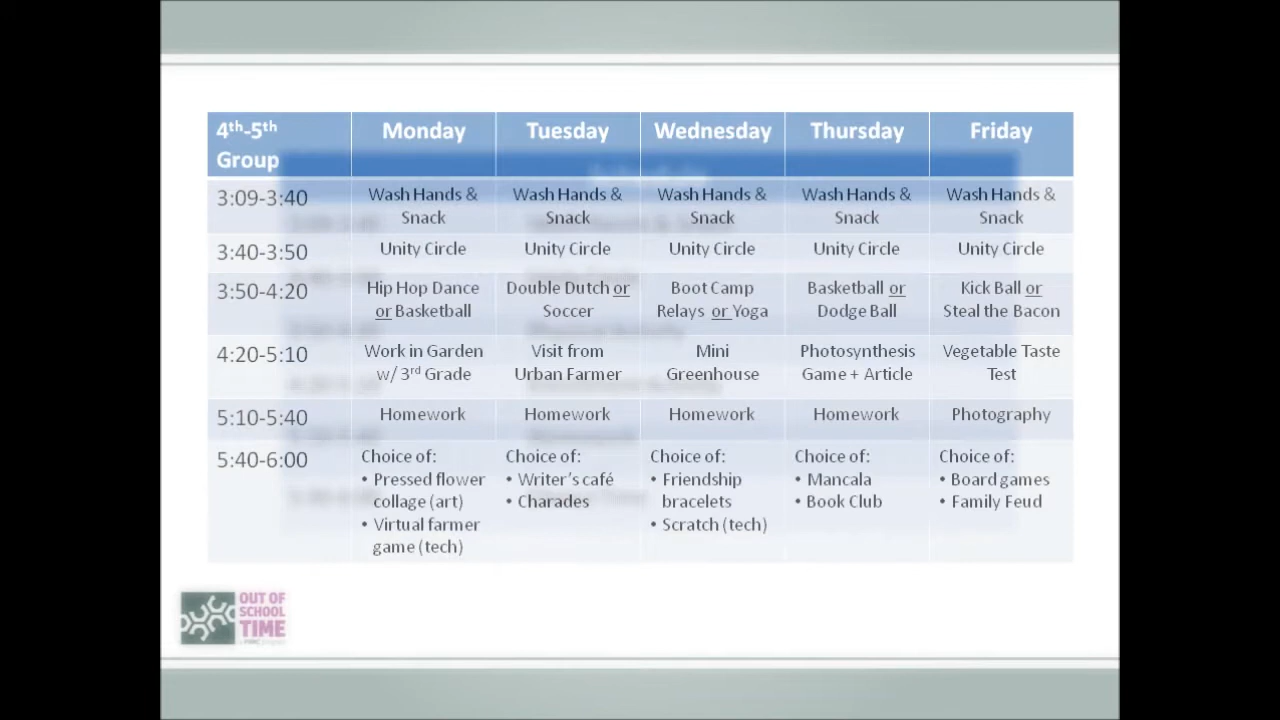 4th-5th Group Monday Tuesday Wednesday Thursday Friday
3:09-3:40 Wash Hands & Snack Wash Hands & Snack Wash Hands & Snack Wash Hands & Snack Wash Hands & Snack
3:40-3:50 Unity Circle Unity Circle Unity Circle Unity Circle Unity Circle
3:50-4:20 Hip Hop Dance or Basketball Double Dutch or Soccer Boot Camp Relays or Yoga Basketball or Dodge Ball Kick Ball or Steal the Bacon
4:20-5:10 Work in Garden w/ 3rd Grade Visit from Urban Farmer Mini Greenhouse Photosynthesis Game + Article Vegetable Taste Test
5:10-5:40 Homework Homework Homework Homework Photography
5:40-6:00 Choice of: Choice of: Choice of: Choice of: Choice of:
• Pressed flower collage (art) • Writer's café • Friendship bracelets • Mancala • Board games
• Virtual farmer game (tech) • Charades • Scratch (tech) • Book Club • Family Feud
OUT OF
SCHOOL
TIME